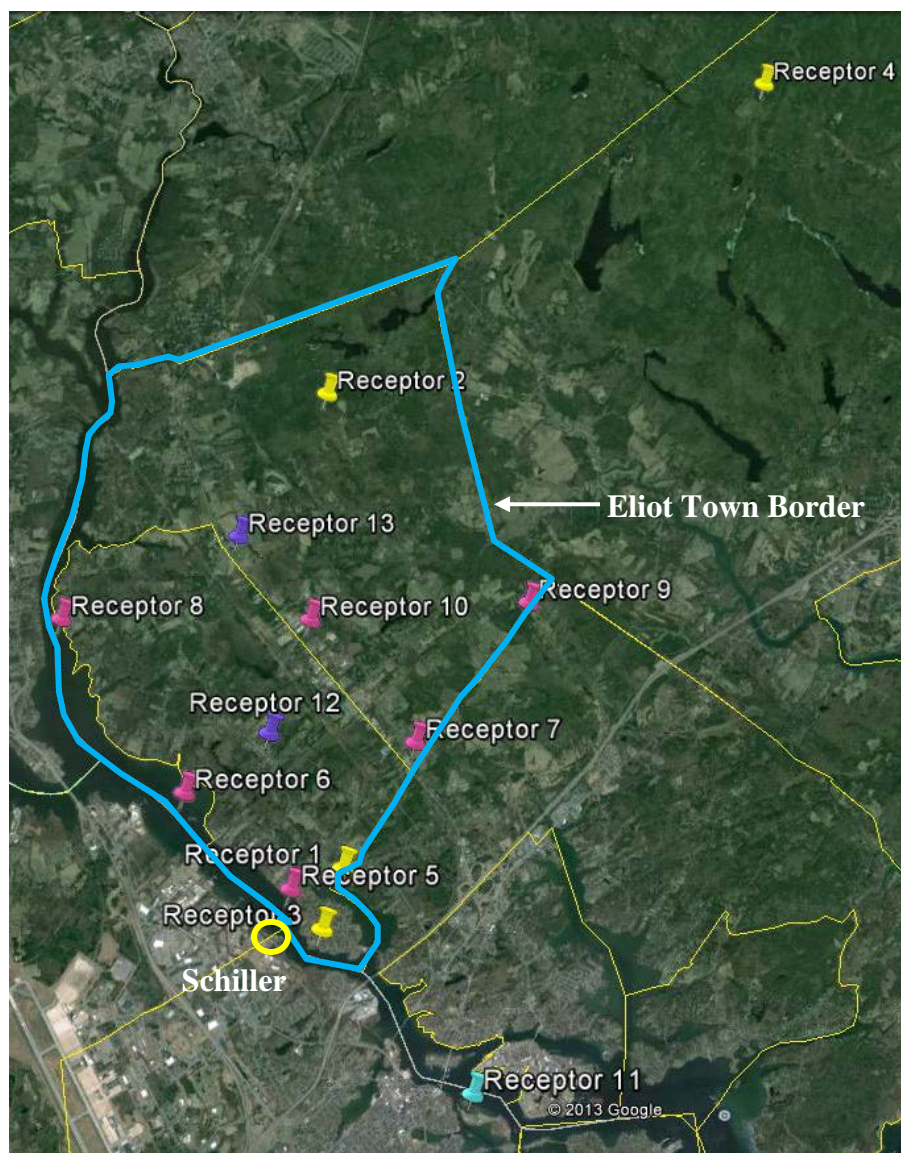 Receptor 4
Receptor 2
Eliot Town Border
Receptor 13
Receptor 9
Receptor 8
Receptor 10
Receptor 12
Receptor 7
Receptor 6
Receptor 1
Receptor 5
Receptor 3
Schiller
Receptor 11
© 2013 Google